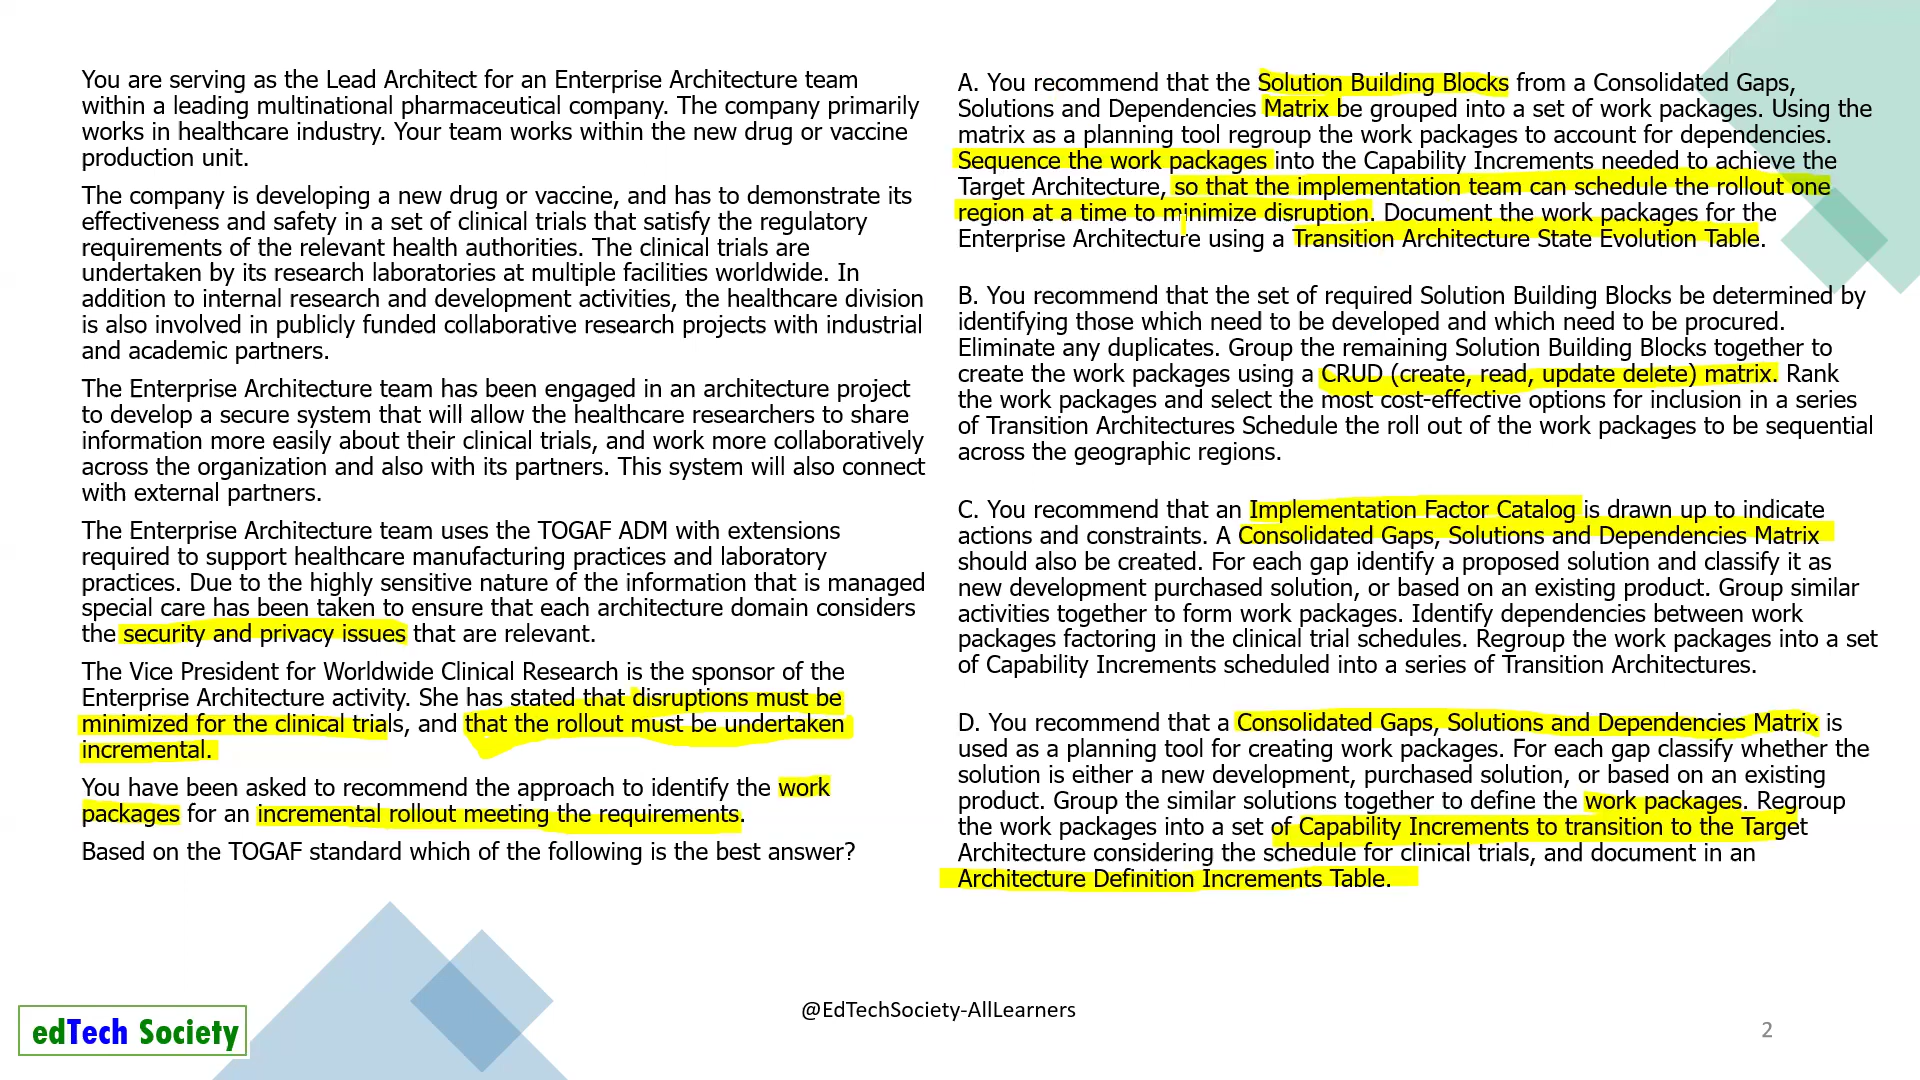 You are serving as the Lead Architect for an Enterprise Architecture team
within a leading multinational pharmaceutical company. The company primarily
works in healthcare industry. Your team works within the new drug or vaccine
production unit.
The company is developing a new drug or vaccine, and has to demonstrate its
effectiveness and safety in a set of clinical trials that satisfy the regulatory
requirements of the relevant health authorities. The clinical trials are
undertaken by its research laboratories at multiple facilities worldwide. In
addition to internal research and development activities, the healthcare division
is also involved in publicly funded collaborative research projects with industrial
and academic partners.
The Enterprise Architecture team has been engaged in an architecture project
to develop a secure system that will allow the healthcare researchers to share
information more easily about their clinical trials, and work more collaboratively
across the organization and also with its partners. This system will also connect
with external partners.
The Enterprise Architecture team uses the TOGAF ADM with extensions
required to support healthcare manufacturing practices and laboratory
practices. Due to the highly sensitive nature of the information that is managed
special care has been taken to ensure that each architecture domain considers
the security and privacy issues that are relevant.
The Vice President for Worldwide Clinical Research is the sponsor of the
Enterprise Architecture activity. She has stated that disruptions must be
minimized for the clinical trials, and that the rollout must be undertaken
incremental.
You have been asked to recommend the approach to identify the work
packages for an incremental rollout meeting the requirements.
Based on the TOGAF standard which of the following is the best answer?
A. You recommend that the Solution Building Blocks from a Consolidated Gaps,
Solutions and Dependencies Matrix be grouped into a set of work packages. Using the
matrix as a planning tool regroup the work packages to account for dependencies.
Sequence the work packages into the Capability Increments needed to achieve the
Target Architecture, so that the implementation team can schedule the rollout one
region at a time to minimize disruption. Document the work packages for the
Enterprise Architecture using a Transition Architecture State Evolution Table.
B. You recommend that the set of required Solution Building Blocks be determined by
identifying those which need to be developed and which need to be procured.
Eliminate any duplicates. Group the remaining Solution Building Blocks together to
create the work packages using a CRUD (create, read, update delete) matrix. Rank
the work packages and select the most cost-effective options for inclusion in a series
of Transition Architectures Schedule the roll out of the work packages to be sequential
across the geographic regions.
C. You recommend that an Implementation Factor Catalog is drawn up to indicate
actions and constraints. A Consolidated Gaps, Solutions and Dependencies Matrix
should also be created. For each gap identify a proposed solution and classify it as
new development purchased solution, or based on an existing product. Group similar
activities together to form work packages. Identify dependencies between work
packages factoring in the clinical trial schedules. Regroup the work packages into a set
of Capability Increments scheduled into a series of Transition Architectures.
D. You recommend that a Consolidated Gaps, Solutions and Dependencies Matrix is
used as a planning tool for creating work packages. For each gap classify whether the
solution is either a new development, purchased solution, or based on an existing
product. Group the similar solutions together to define the work packages. Regroup
the work packages into a set of Capability Increments to transition to the Target
Architecture considering the schedule for clinical trials, and document in an
Architecture Definition Increments Table.
@EdTechSociety-AllLearners
edTech Society
2